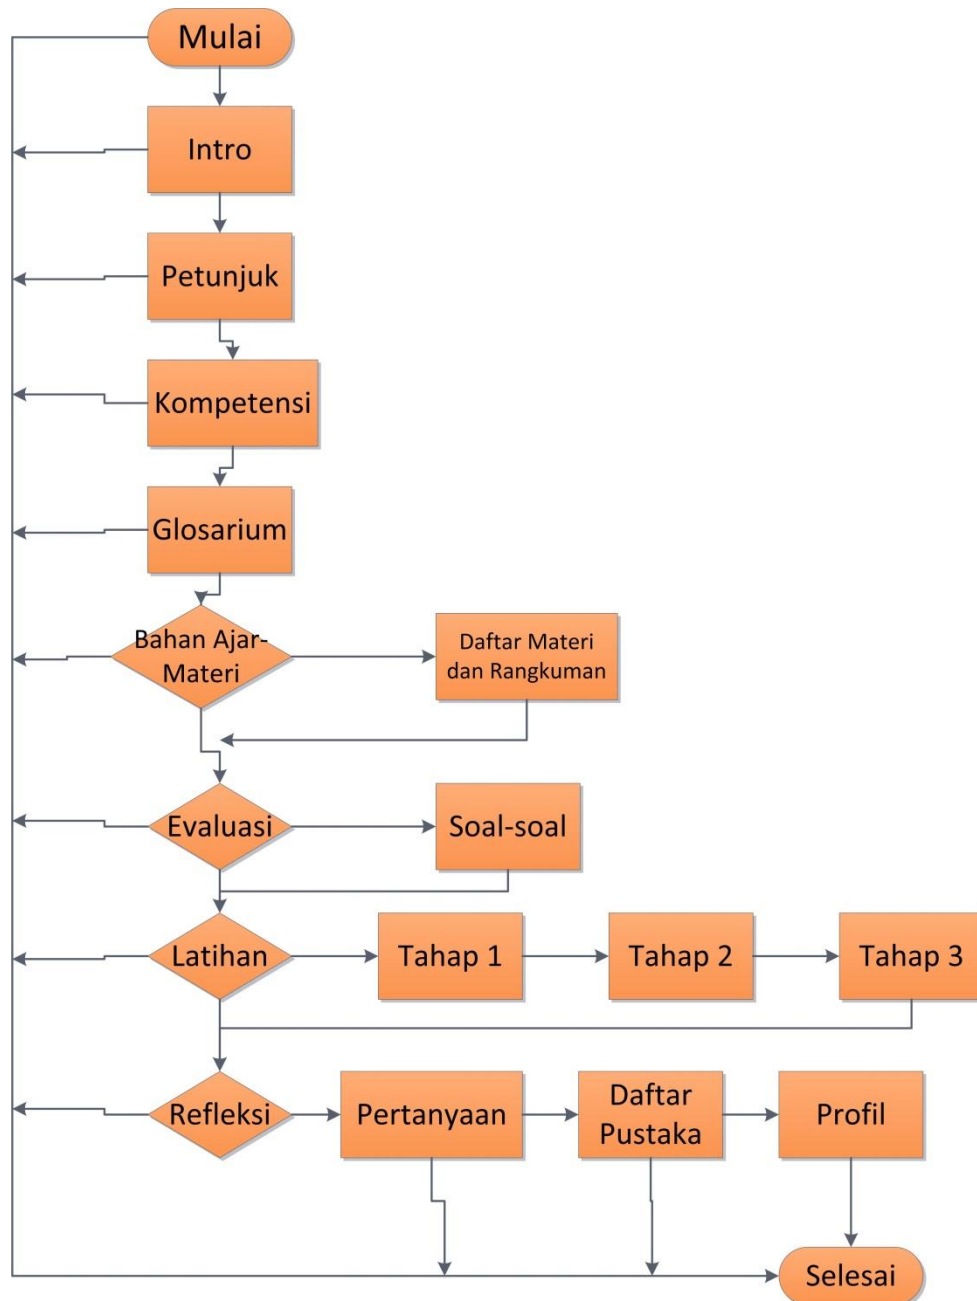 Mulai
Intro
Petunjuk
Kompetensi
Glosarium
Bahan Ajar-
Materi
Daftar Materi
dan Rangkuman
Evaluasi
Soal-soal
Latihan
Tahap 1
Tahap 2
Tahap 3
Refleksi
Pertanyaan
Daftar
Pustaka
Profil
Selesai